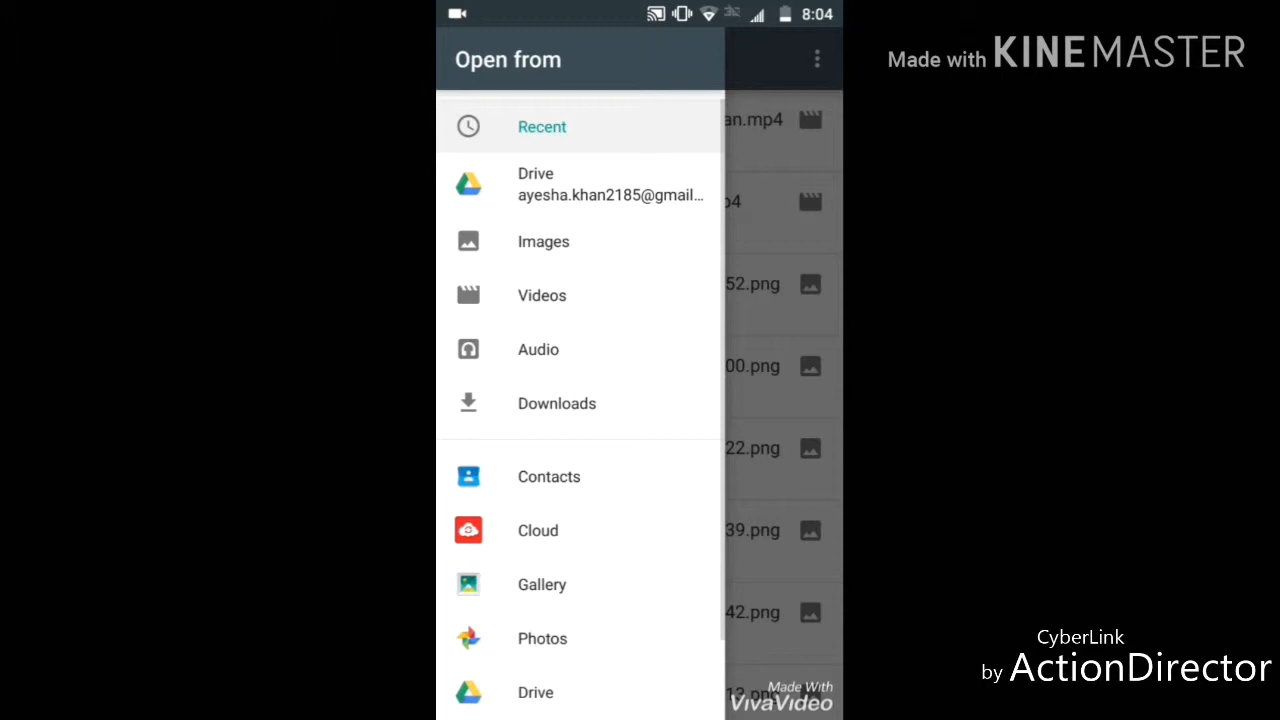 8:04
Made with KINEMASTER
Open from
Recent
an.mp4
Drive
ayesha.khan2185@gmail...
Images
Videos
52.png
Audio
00.png
Downloads
22.png
Contacts
Cloud
39.png
Gallery
42.png
Photos
CyberLink
by ActionDirector
Drive
Made With
VivaVideo